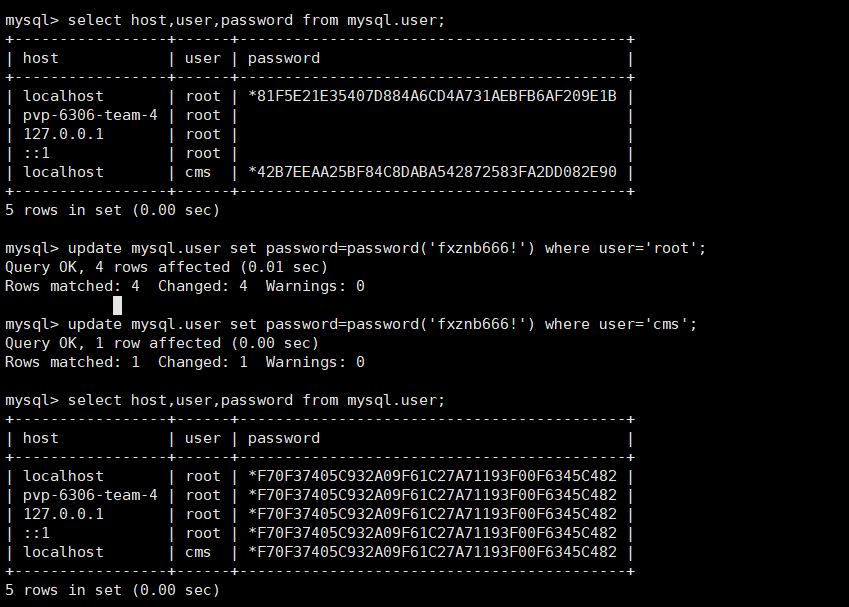 mysql> select host,user,password from mysql.user;
+-----------------+------+-------------------------------------------+
| host            | user | password                                  |
+-----------------+------+-------------------------------------------+
| localhost       | root | *81F5E21E35407D884A6CD4A731AEBFB6AF209E1B |
| pvp-6306-team-4 | root |                                           |
| 127.0.0.1       | root |                                           |
| ::1             | root |                                           |
| localhost       | cms  | *42B7EEAA25BF84C8DABA542872583FA2DD082E90 |
+-----------------+------+-------------------------------------------+
5 rows in set (0.00 sec)
mysql> update mysql.user set password=password('fxznb666!') where user='root';
Query OK, 4 rows affected (0.01 sec)
Rows matched: 4  Changed: 4  Warnings: 0
mysql> update mysql.user set password=password('fxznb666!') where user='cms';
Query OK, 1 row affected (0.00 sec)
Rows matched: 1  Changed: 1  Warnings: 0
mysql> select host,user,password from mysql.user;
+-----------------+------+-------------------------------------------+
| host            | user | password                                  |
+-----------------+------+-------------------------------------------+
| localhost       | root | *F70F37405C932A09F61C27A71193F00F6345C482 |
| pvp-6306-team-4 | root | *F70F37405C932A09F61C27A71193F00F6345C482 |
| 127.0.0.1       | root | *F70F37405C932A09F61C27A71193F00F6345C482 |
| ::1             | root | *F70F37405C932A09F61C27A71193F00F6345C482 |
| localhost       | cms  | *F70F37405C932A09F61C27A71193F00F6345C482 |
+-----------------+------+-------------------------------------------+
5 rows in set (0.00 sec)